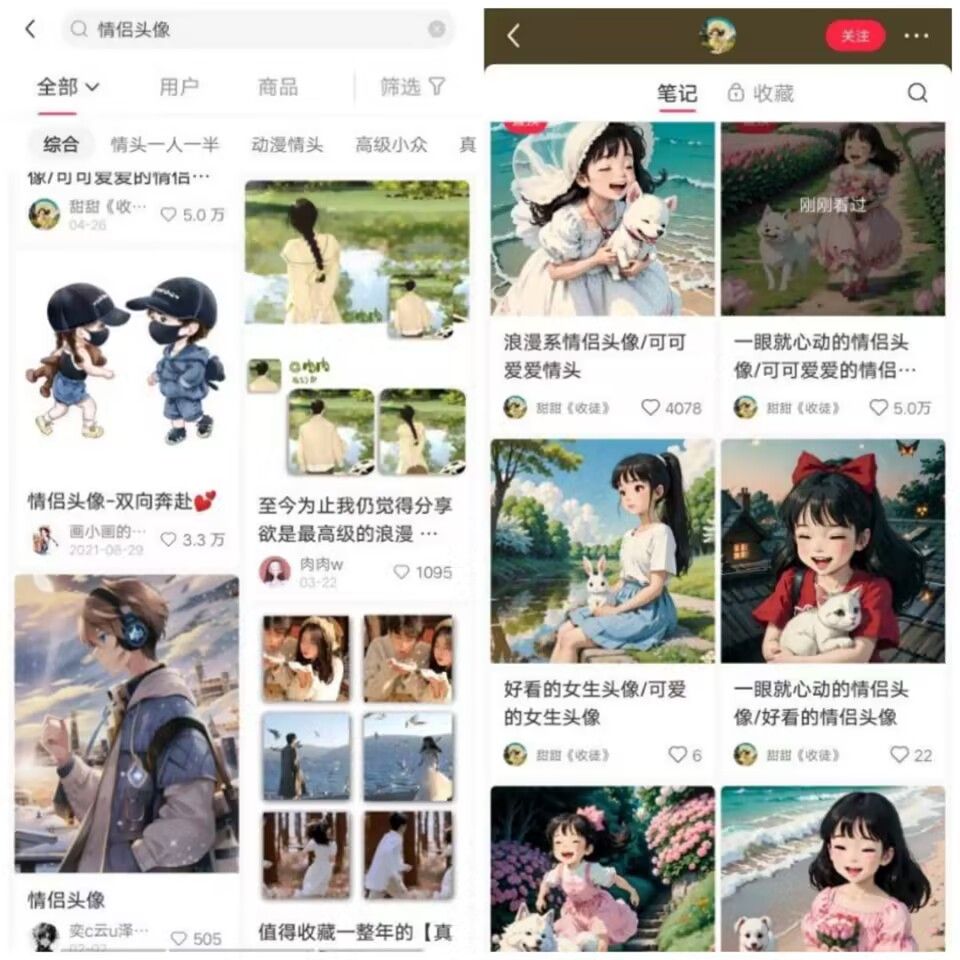 情侣头像
全部
用户
商品
筛选
综合
情头一人一半
动漫情头
高级小众
真
像/可可爱爱的情侣…
甜甜《收…
04-26
5.0万
情侣头像-双向奔赴💕
画小画的…
2021-08-29
3.3万
情侣头像
奕c云u泽…
02-07
505
至今为止我仍觉得分享
欲是最高级的浪漫 …
肉肉w
03-22
1095
值得收藏一整年的【真
关注
笔记
收藏
浪漫系情侣头像/可可
爱爱情头
甜甜《收徒》
4078
刚刚看过
一眼就心动的情侣头
像/可可爱爱的情侣…
甜甜《收徒》
5.0万
好看的女生头像/可爱
的女生头像
甜甜《收徒》
6
一眼就心动的情侣头
像/好看的情侣头像
甜甜《收徒》
22